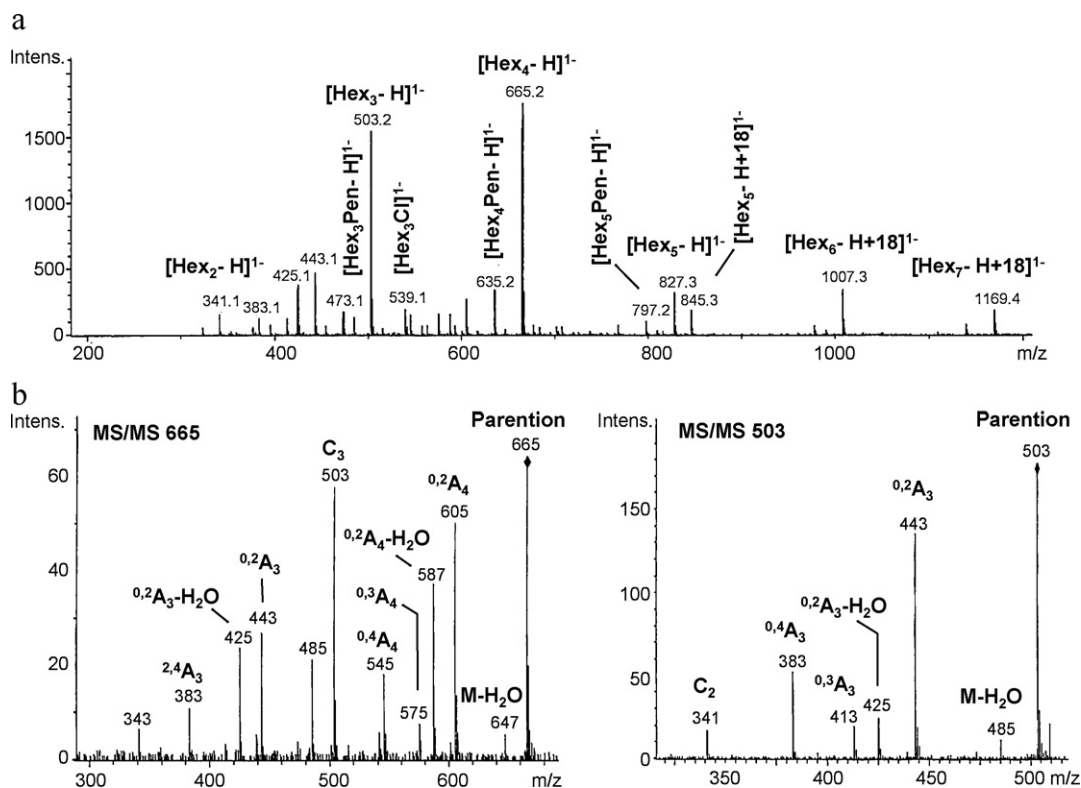 a
Intens.
1500
1000
500
0
[Hex2- H]1-
341.1
383.1
425.1
443.1
[Hex3Pen- H]1-
473.1
[Hex3- H]1-
503.2
[Hex3Cl]1-
539.1
[Hex4Pen- H]1-
635.2
[Hex4- H]1-
665.2
[Hex5Pen- H]1-
797.2
[Hex5- H]1-
827.3
[Hex5- H+18]1-
845.3
[Hex6- H+18]1-
1007.3
[Hex7- H+18]1-
1169.4
200 400 600 800 1000 m/z
b
Intens.
60
40
20
0
MS/MS 665
343
2,4A3
383
0,2A3-H2O
425
0,2A3
443
485
C3
503
0,4A4
545
0,3A4
575
0,2A4-H2O
587
0,2A4
605
M-H2O
647
Parention
665
300 400 500 600 m/z
Intens.
150
100
50
0
MS/MS 503
C2
341
0,4A3
383
0,3A3
413
0,2A3-H2O
425
0,2A3
443
M-H2O
485
Parention
503
350 400 450 500 m/z